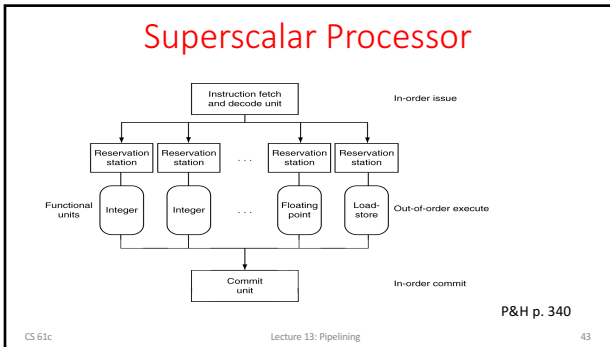 Superscalar Processor
Instruction fetch
and decode unit
In-order issue
Reservation
station
Reservation
station
. . .
Reservation
station
Reservation
station
Functional
units
Integer
Integer
. . .
Floating
point
Load-
store
Out-of-order execute
Commit
unit
In-order commit
P&H p. 340
CS 61c
Lecture 13: Pipelining
43